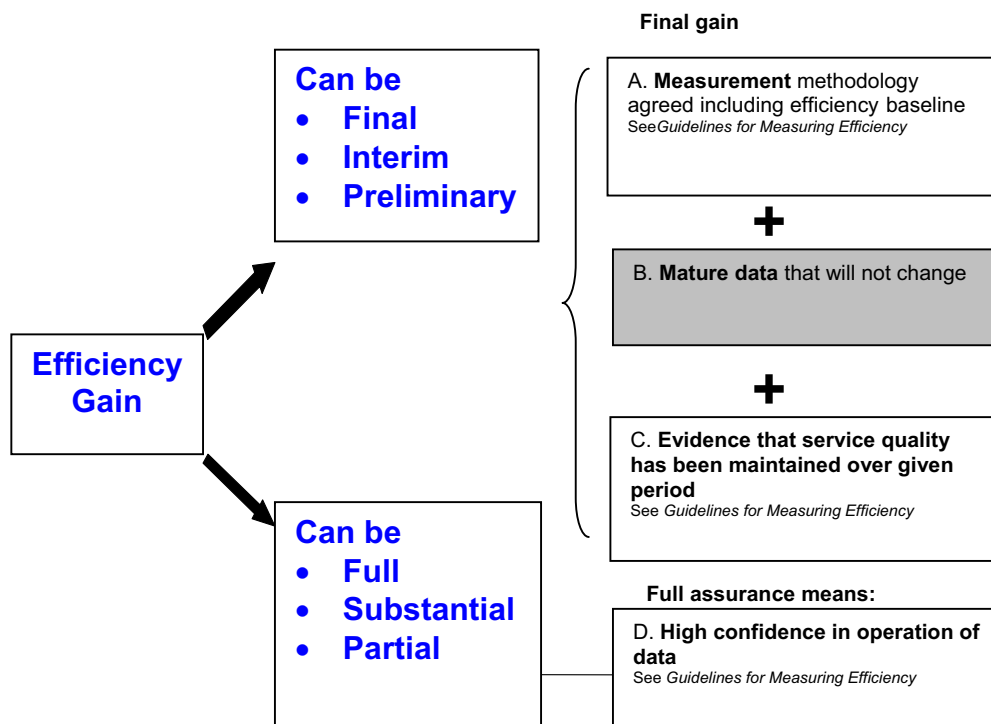 Efficiency
Gain
Can be
• Final
• Interim
• Preliminary
Can be
• Full
• Substantial
• Partial
Final gain
A. Measurement methodology
agreed including efficiency baseline
SeeGuidelines for Measuring Efficiency
+
B. Mature data that will not change
+
C. Evidence that service quality
has been maintained over given
period
See Guidelines for Measuring Efficiency
Full assurance means:
D. High confidence in operation of
data
See Guidelines for Measuring Efficiency